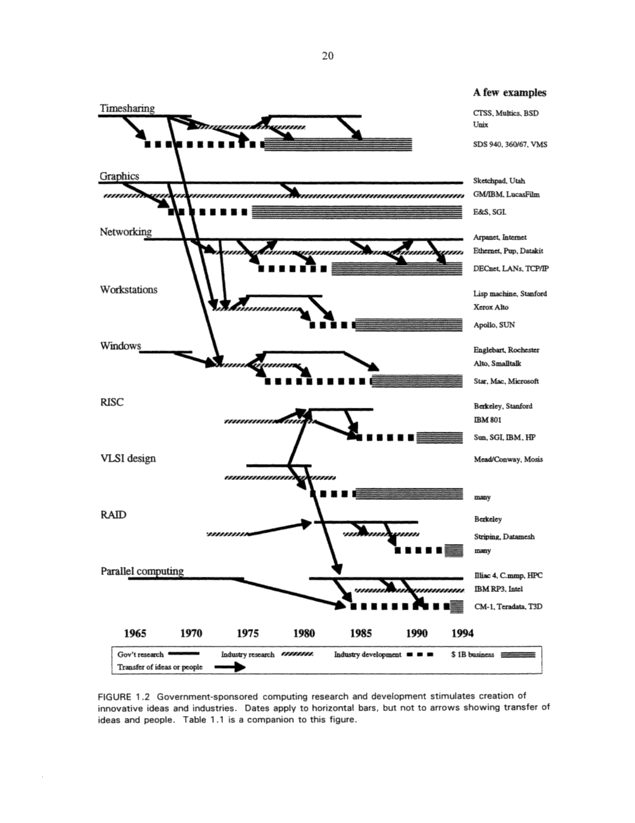 20
A few examples
Timesharing
CTSS, Multics, BSD
Unix
SDS 940, 360/67, VMS
Graphics
Sketchpad, Utah
GM/IBM, LucasFilm
E&S, SGI
Networking
Arpanet, Internet
Ethernet, Pup, Datakit
DECnet, LANs, TCP/IP
Workstations
Lisp machine, Stanford
Xerox Alto
Apollo, SUN
Windows
Englebart, Rochester
Alto, Smalltalk
Star, Mac, Microsoft
RISC
Berkeley, Stanford
IBM 801
Sun, SGI, IBM, HP
VLSI design
Mead/Conway, Mosis
many
RAID
Berkeley
Striping, Datamesh
many
Parallel computing
Illiac 4, C.mmp, HPC
IBM RP3, Intel
CM-1, Teradata, T3D
1965 1970 1975 1980 1985 1990 1994
Gov't research Industry research Industry development $ 1B business
Transfer of ideas or people
FIGURE 1.2 Government-sponsored computing research and development stimulates creation of
innovative ideas and industries. Dates apply to horizontal bars, but not to arrows showing transfer of
ideas and people. Table 1.1 is a companion to this figure.